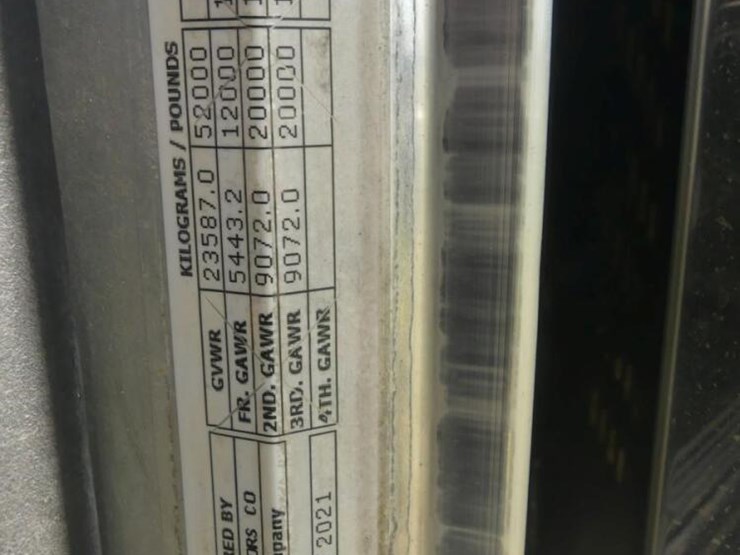 KILOGRAMS / POUNDS
GVWR 23587.0 52000
FR. GAWR 5443.2 12000
2ND. GAWR 9072.0 20000
3RD. GAWR 9072.0 20000
4TH. GAWR
RED BY
ORS CO
pany
2021